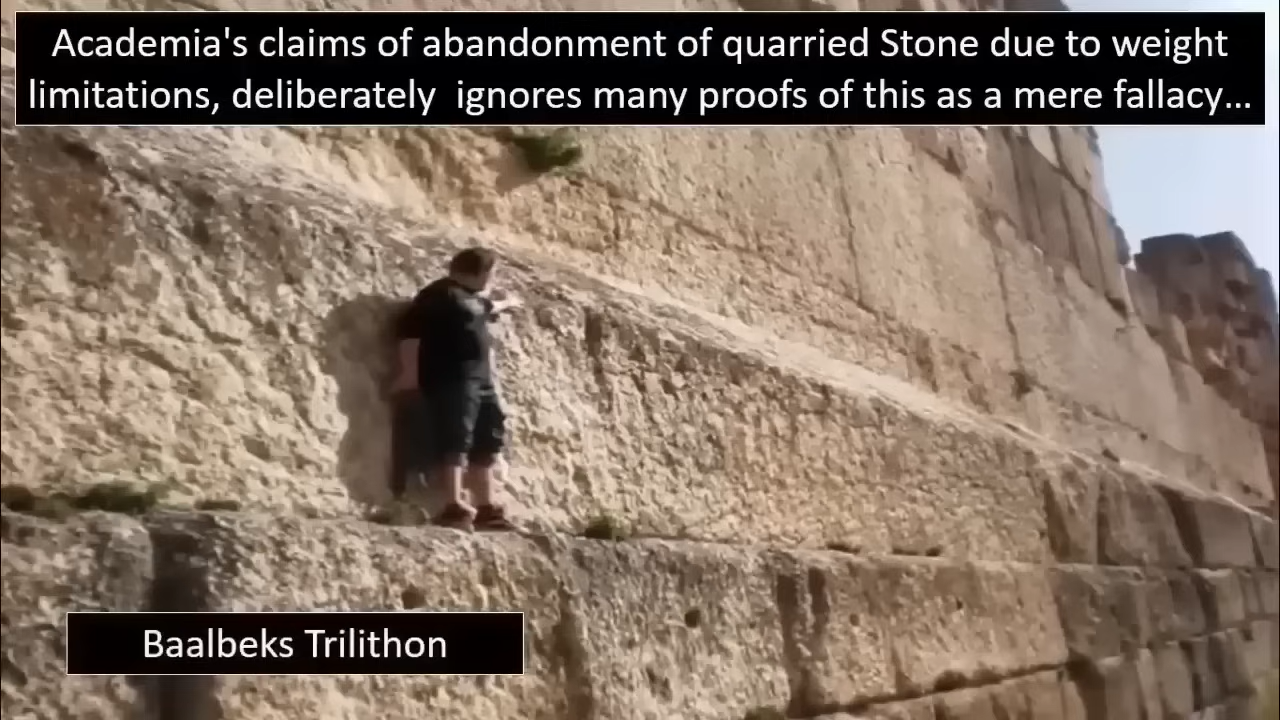 Academia's claims of abandonment of quarried Stone due to weight
limitations, deliberately  ignores many proofs of this as a mere fallacy...
Baalbeks Trilithon